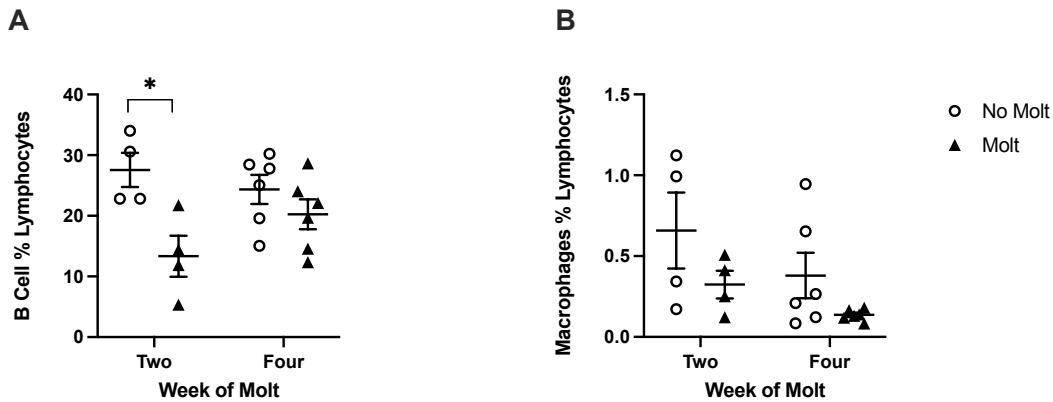 A
B Cell % Lymphocytes
40
30
20
10
0
*
Two
Four
Week of Molt
B
Macrophages % Lymphocytes
1.5
1.0
0.5
0.0
Two
Four
Week of Molt
No Molt
Molt